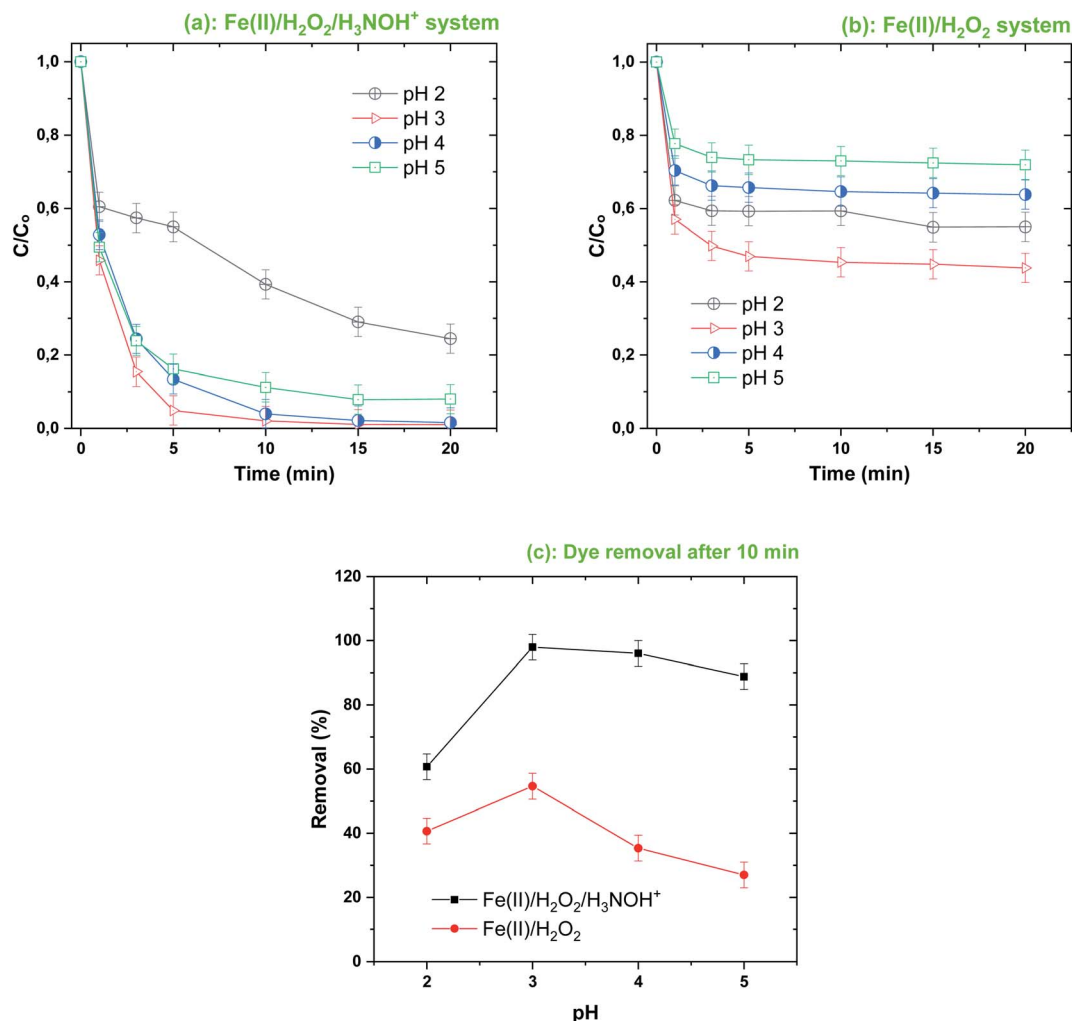 (a): Fe(II)/H₂O₂/H₃NOH⁺ system
1,0
0,8
0,6
0,4
0,2
0,0
C/Cₒ
pH 2
pH 3
pH 4
pH 5
0
5
10
15
20
Time (min)
(b): Fe(II)/H₂O₂ system
1,0
0,8
0,6
0,4
0,2
0,0
C/Cₒ
pH 2
pH 3
pH 4
pH 5
0
5
10
15
20
Time (min)
(c): Dye removal after 10 min
120
100
80
60
40
20
0
Removal (%)
Fe(II)/H₂O₂/H₃NOH⁺
Fe(II)/H₂O₂
2
3
4
5
pH